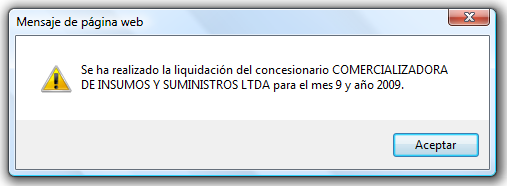 Mensaje de página web
Se ha realizado la liquidación del concesionario COMERCIALIZADORA
DE INSUMOS Y SUMINISTROS LTDA para el mes 9 y año 2009.
Aceptar